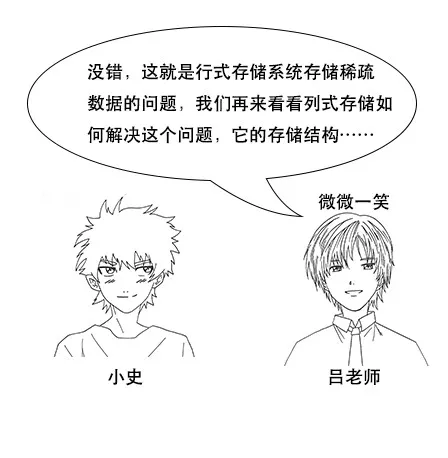 没错，这就是行式存储系统存储稀疏
数据的问题，我们再来看看列式存储如
何解决这个问题，它的存储结构……
微微一笑
小史
吕老师